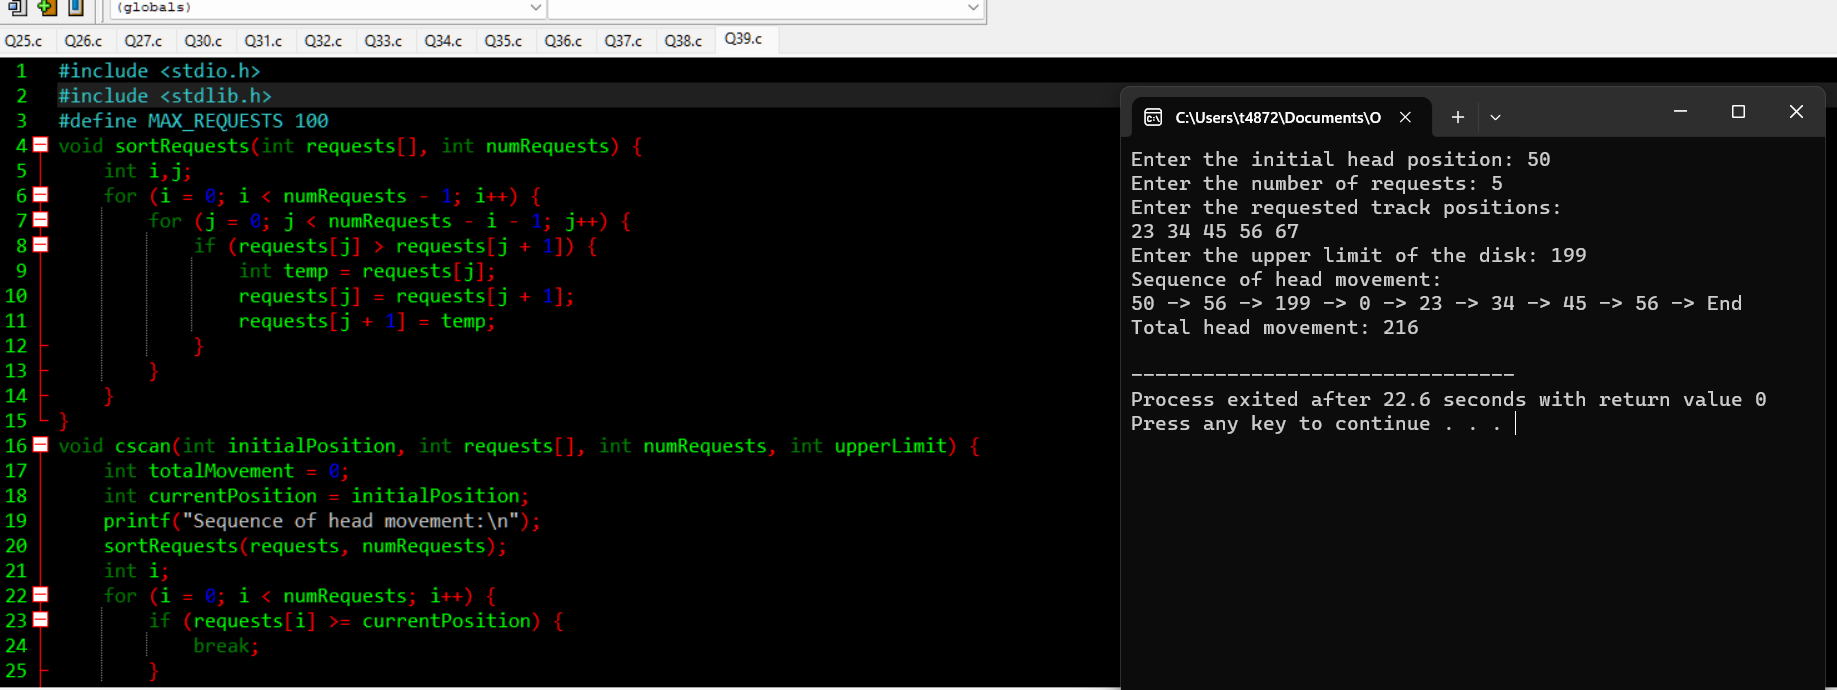 (globals)
Q25.c Q26.c Q27.c Q30.c Q31.c Q32.c Q33.c Q34.c Q35.c Q36.c Q37.c Q38.c Q39.c
1 #include <stdio.h>
2 #include <stdlib.h>
3 #define MAX_REQUESTS 100
4 void sortRequests(int requests[], int numRequests) {
5 int i,j;
6 for (i = 0; i < numRequests - 1; i++) {
7 for (j = 0; j < numRequests - i - 1; j++) {
8 if (requests[j] > requests[j + 1]) {
9 int temp = requests[j];
10 requests[j] = requests[j + 1];
11 requests[j + 1] = temp;
12 }
13 }
14 }
15 }
16 void cscan(int initialPosition, int requests[], int numRequests, int upperLimit) {
17 int totalMovement = 0;
18 int currentPosition = initialPosition;
19 printf("Sequence of head movement:\n");
20 sortRequests(requests, numRequests);
21 int i;
22 for (i = 0; i < numRequests; i++) {
23 if (requests[i] >= currentPosition) {
24 break;
25 }
C:\Users\t4872\Documents\O
Enter the initial head position: 50
Enter the number of requests: 5
Enter the requested track positions:
23 34 45 56 67
Enter the upper limit of the disk: 199
Sequence of head movement:
50 -> 56 -> 199 -> 0 -> 23 -> 34 -> 45 -> 56 -> End
Total head movement: 216
--------------------------------
Process exited after 22.6 seconds with return value 0
Press any key to continue . . .